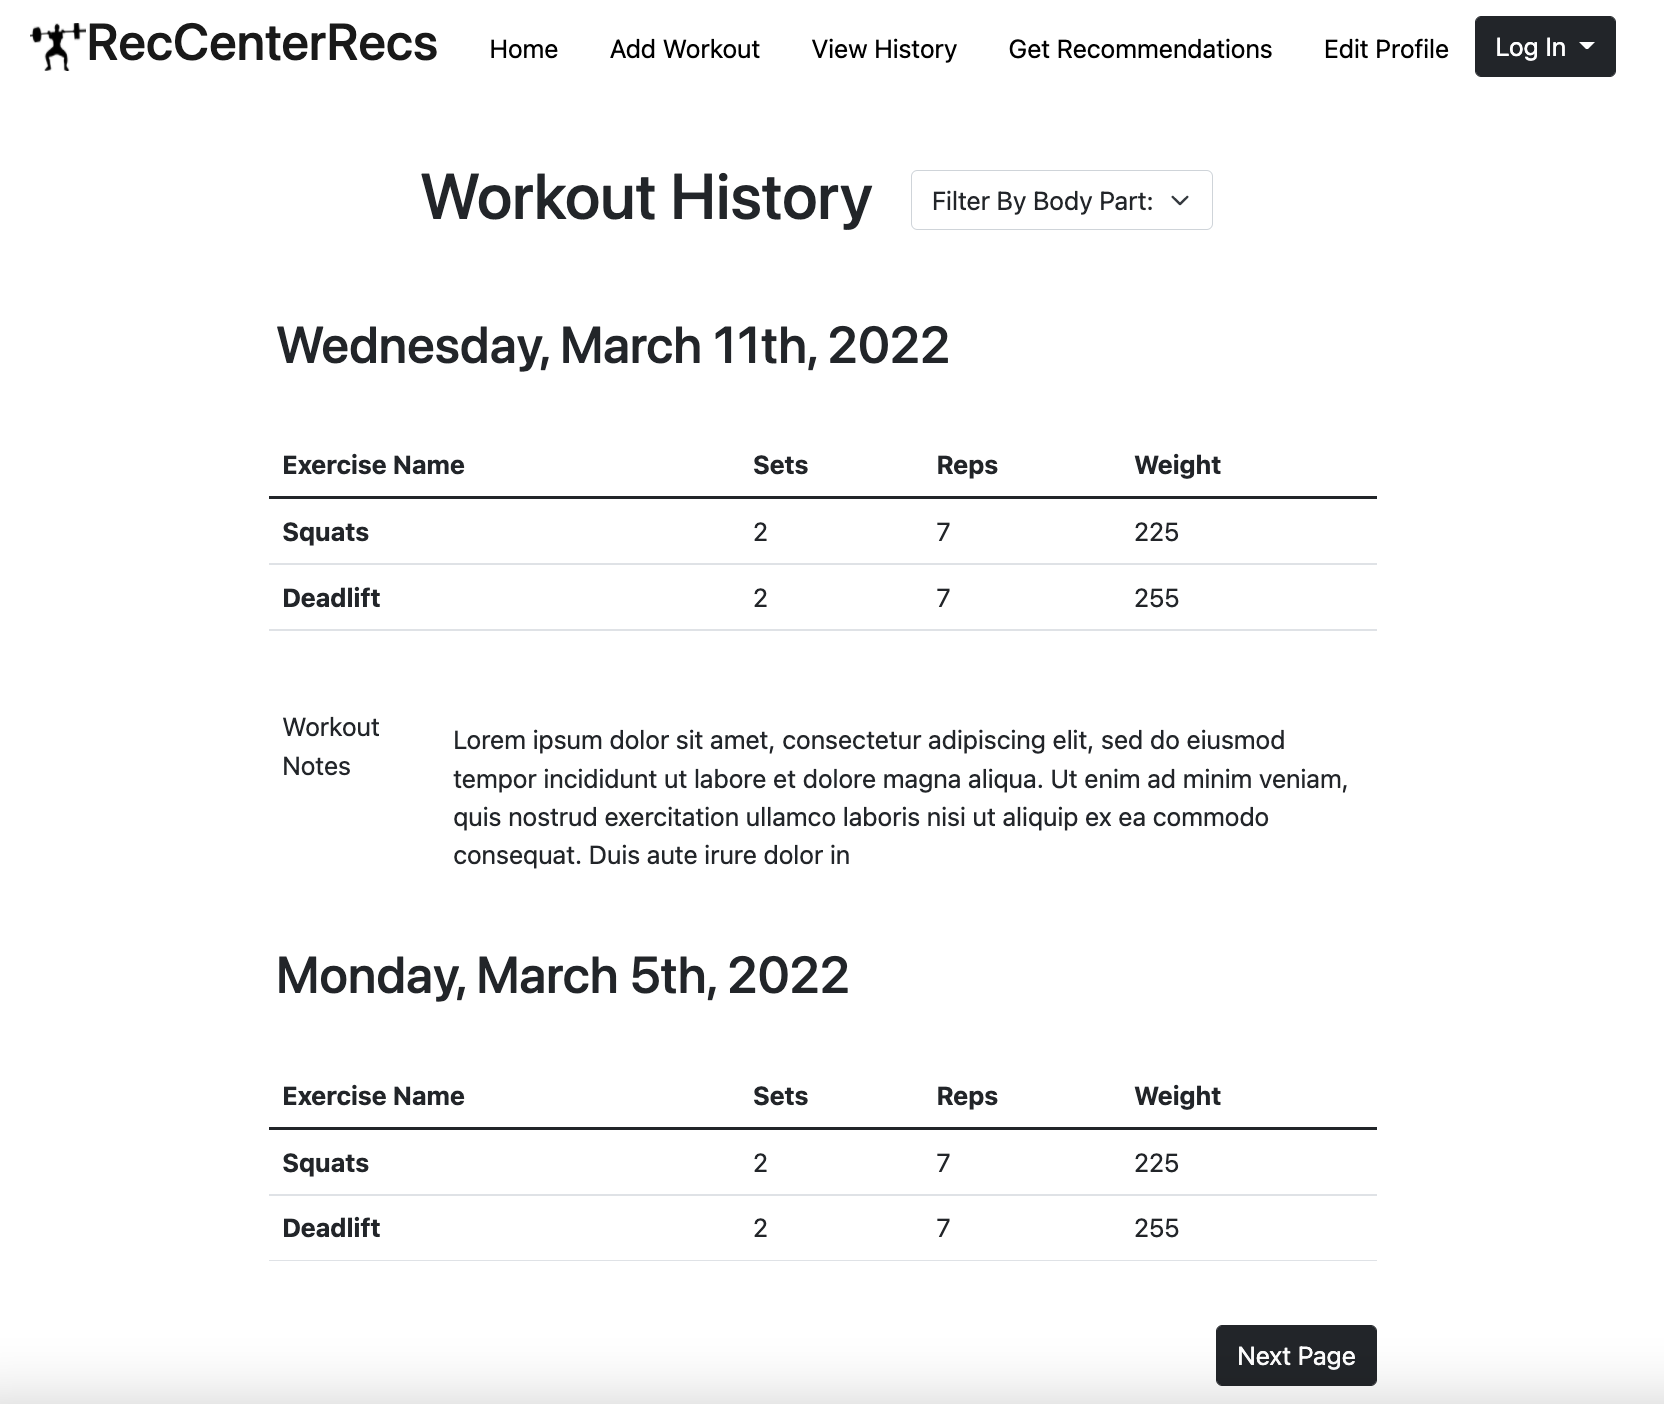 RecCenterRecs Home Add Workout View History Get Recommendations Edit Profile Log In
Workout History Filter By Body Part:
Wednesday, March 11th, 2022
Exercise Name Sets Reps Weight
Squats 2 7 225
Deadlift 2 7 255
Workout
Notes
Lorem ipsum dolor sit amet, consectetur adipiscing elit, sed do eiusmod
tempor incididunt ut labore et dolore magna aliqua. Ut enim ad minim veniam,
quis nostrud exercitation ullamco laboris nisi ut aliquip ex ea commodo
consequat. Duis aute irure dolor in
Monday, March 5th, 2022
Exercise Name Sets Reps Weight
Squats 2 7 225
Deadlift 2 7 255
Next Page